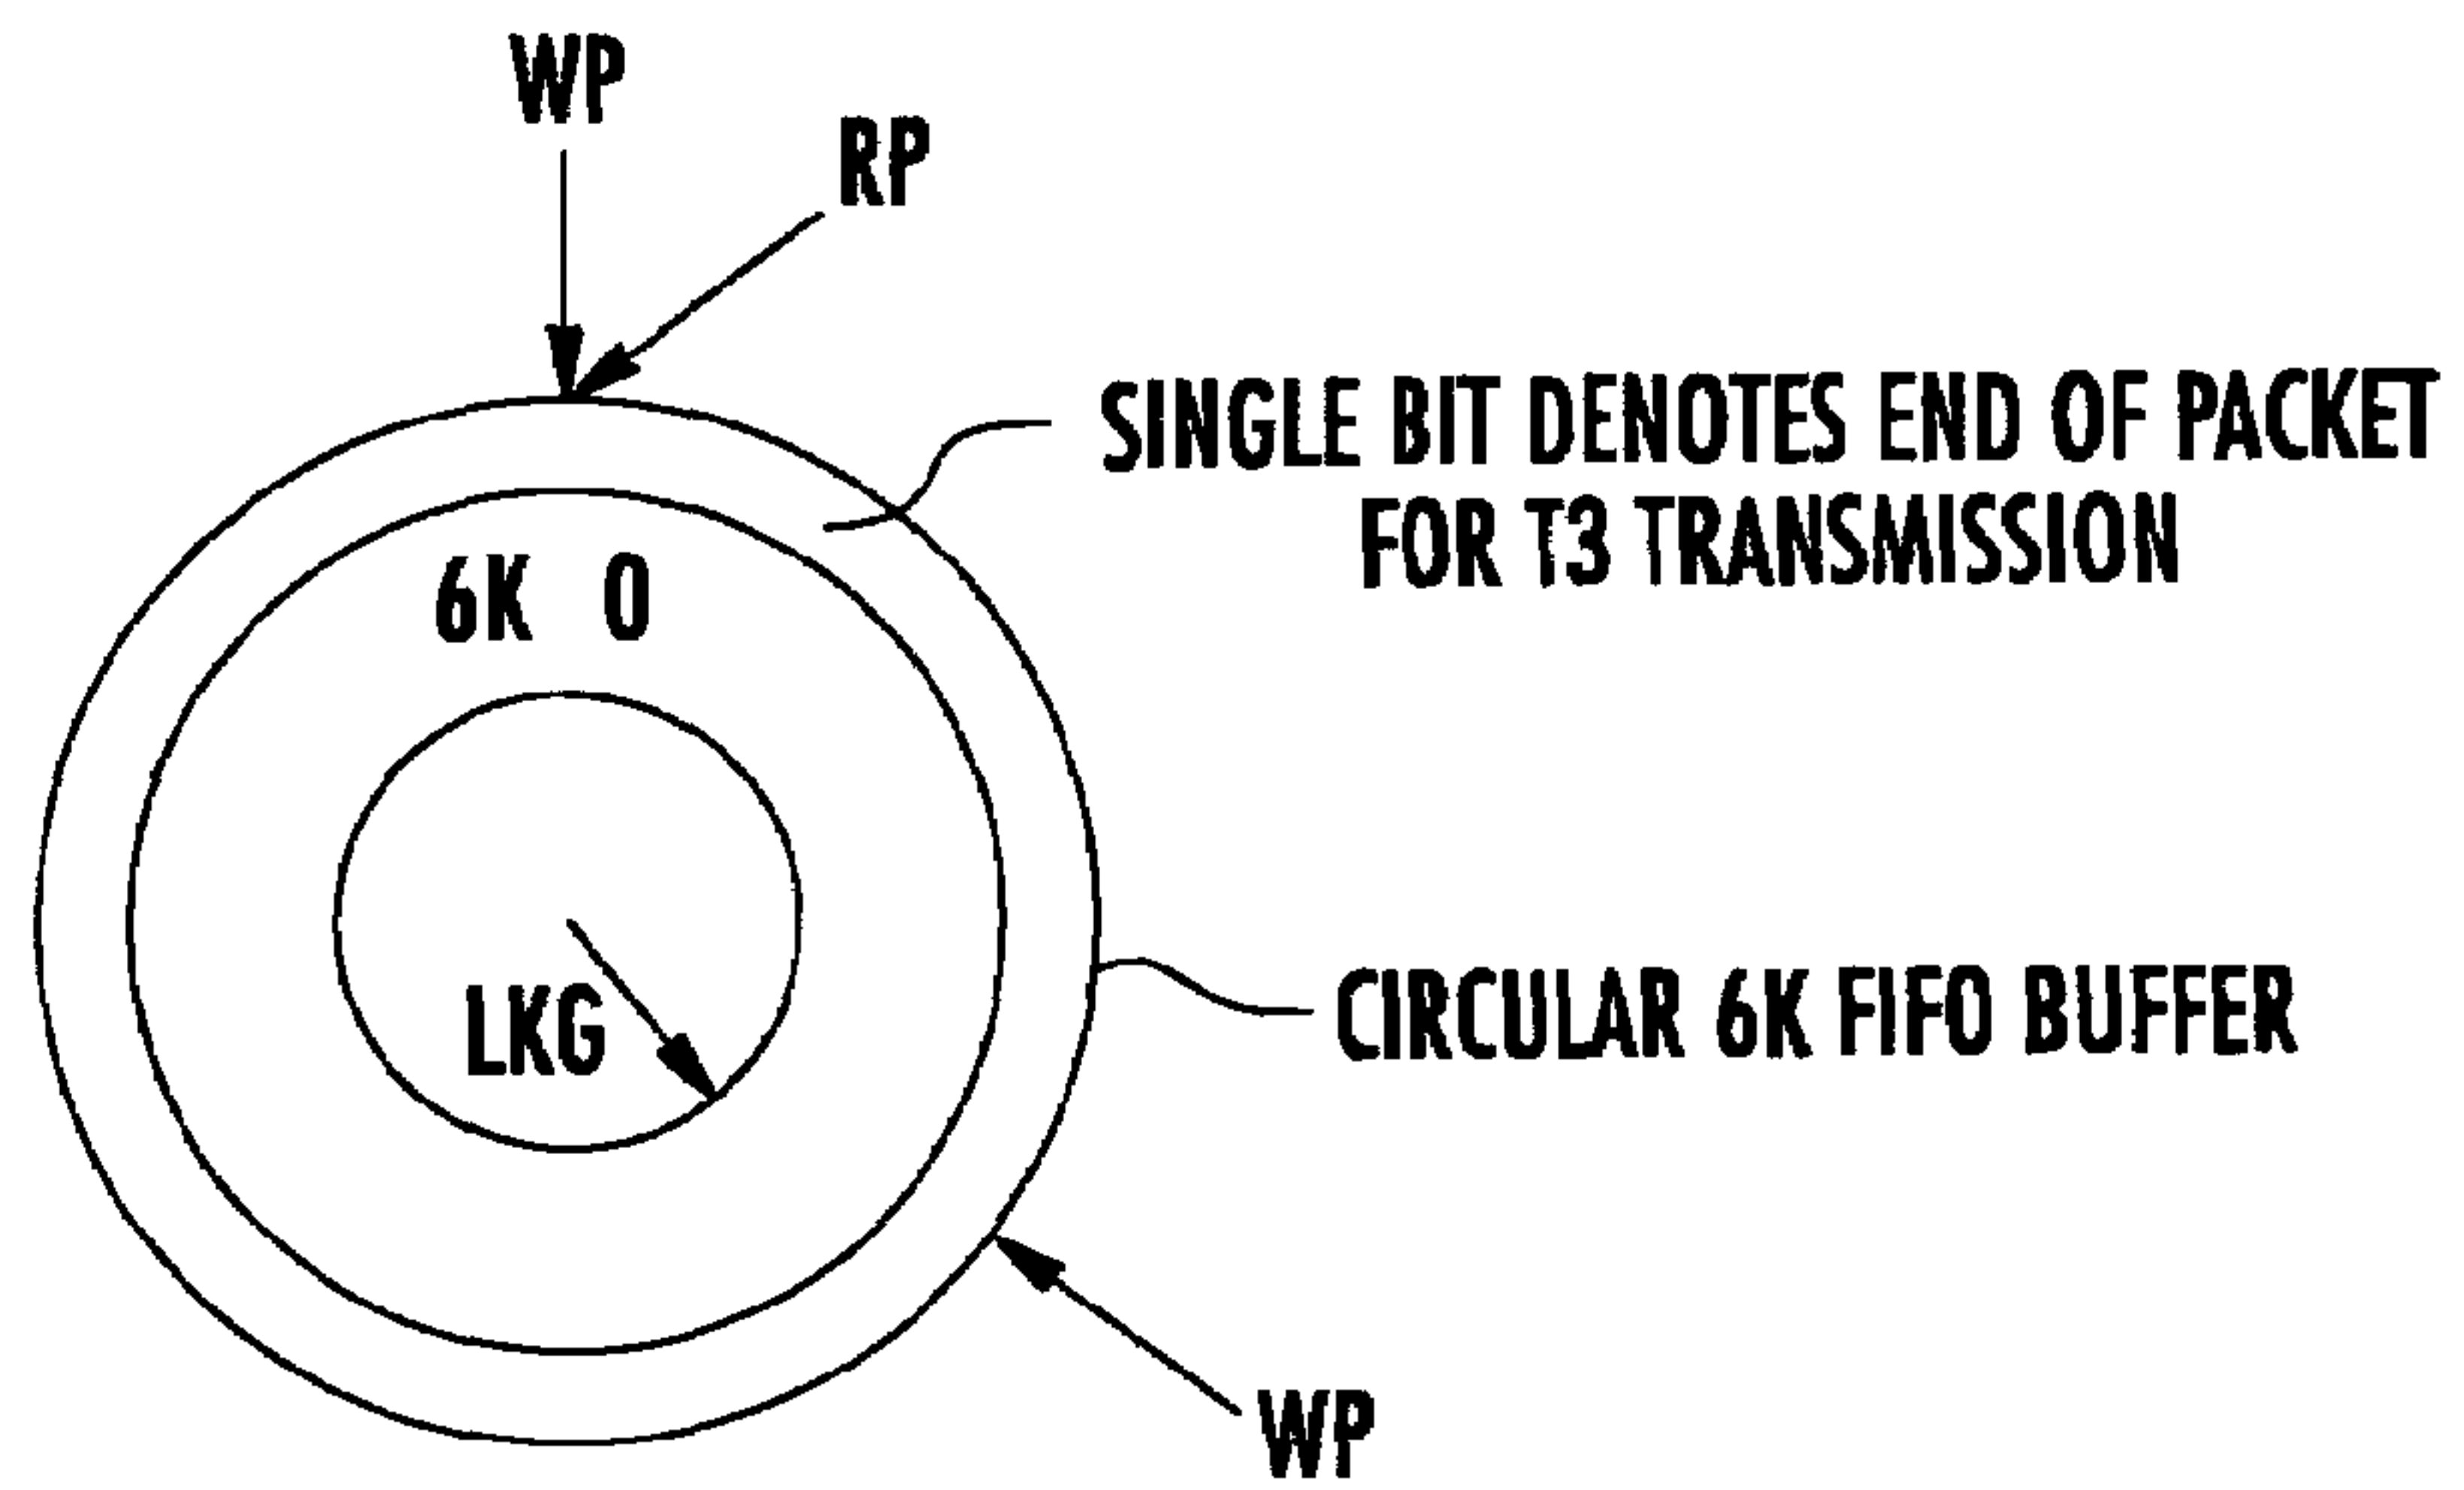 WP
RP
SINGLE BIT DENOTES END OF PACKET
FOR T3 TRANSMISSION
6K 0
LKG
CIRCULAR 6K FIFO BUFFER
WP